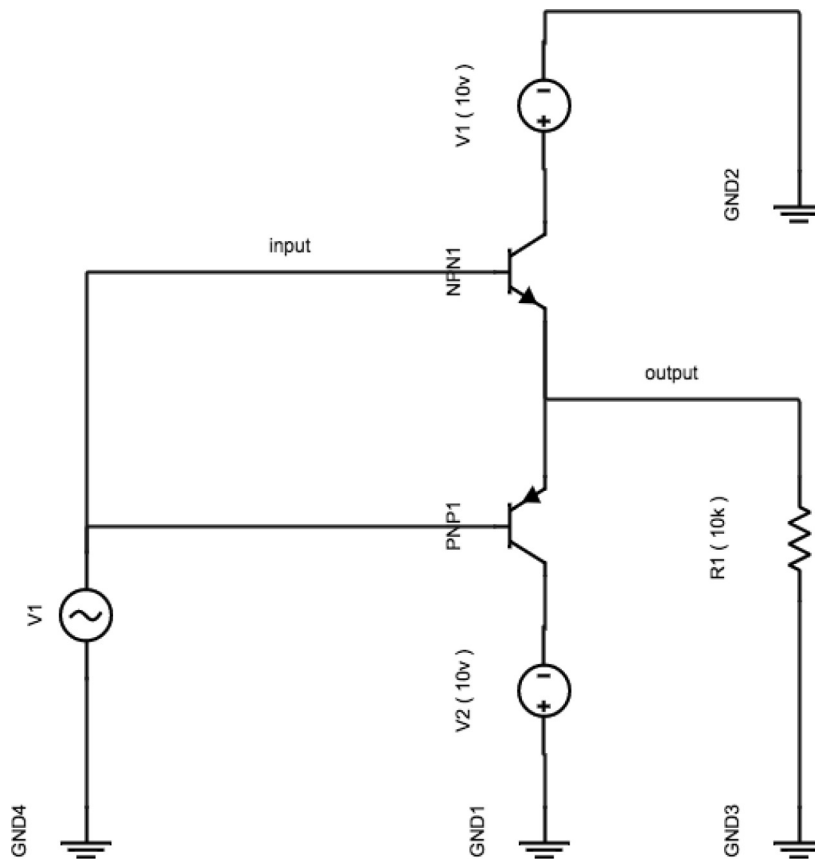 V1 ( 10v )
GND2
input
NPN1
output
PNP1
R1 ( 10k )
V1
V2 ( 10v )
GND4
GND1
GND3